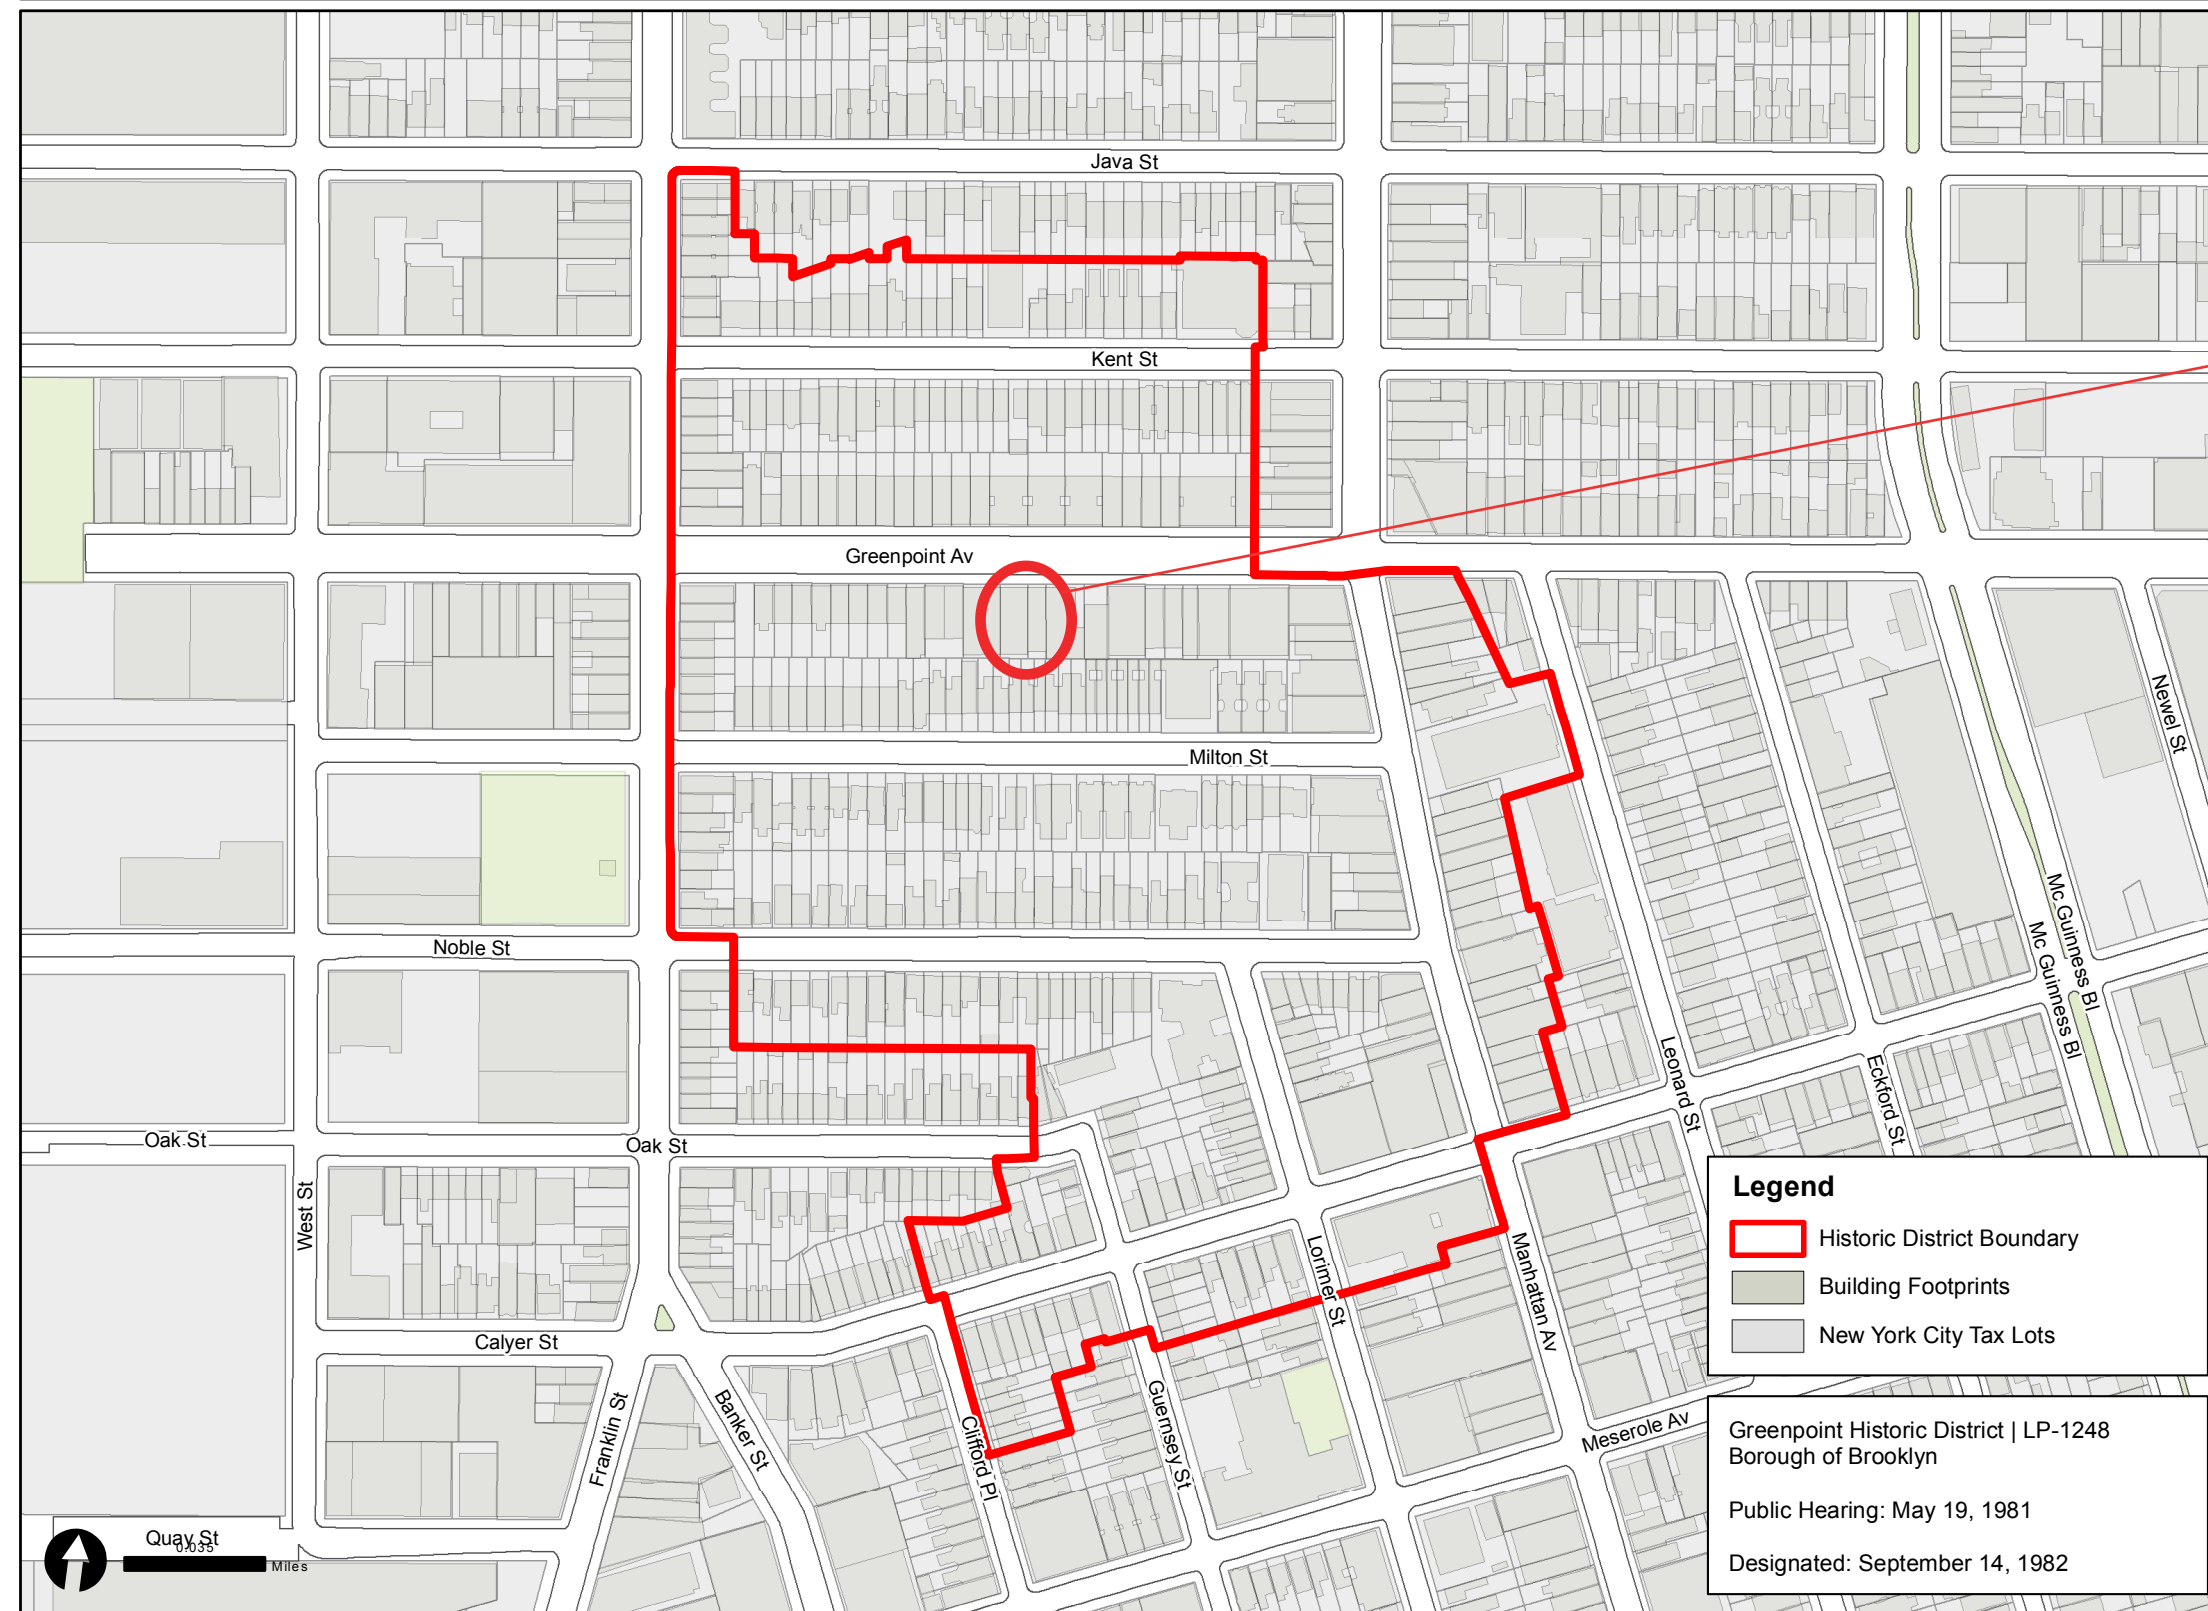 Java St
Kent St
Greenpoint Av
Milton St
Newel St
Noble St
Mc Guinness Bl
Mc Guinness Bl
Leonard St
Eckford St
Oak St
Oak St
West St
Lorimer St
Manhattan Av
Calyer St
Franklin St
Banker St
Clifford Pl
Guernsey St
Meserole Av
Quay St
0.035
Miles
Legend
Historic District Boundary
Building Footprints
New York City Tax Lots
Greenpoint Historic District | LP-1248
Borough of Brooklyn
Public Hearing: May 19, 1981
Designated: September 14, 1982